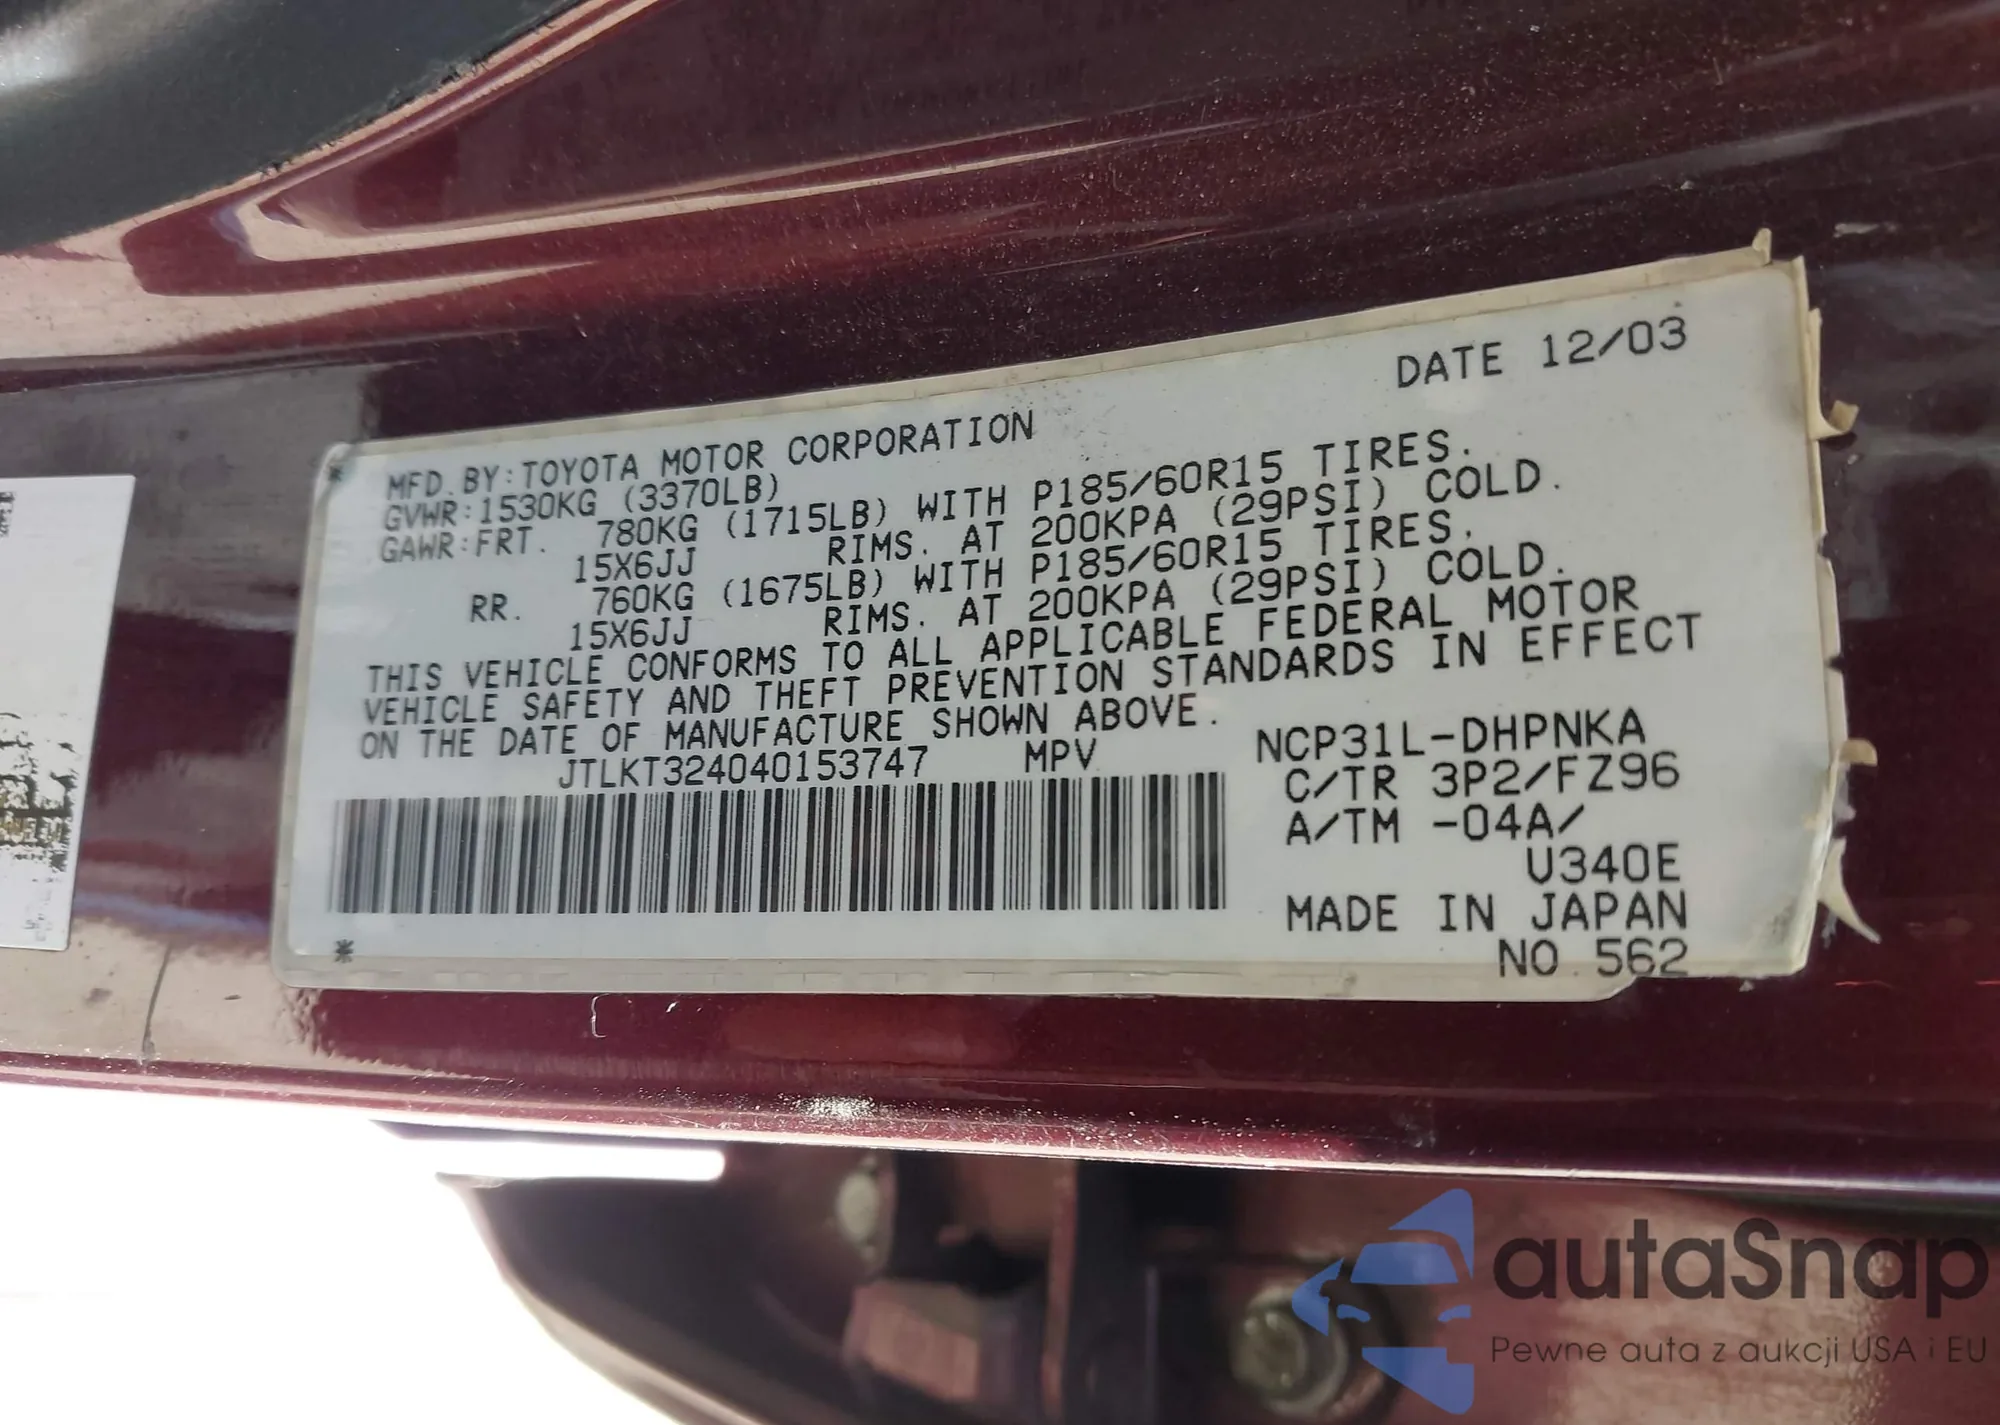 DATE 12/03
* MFD.BY:TOYOTA MOTOR CORPORATION
GVWR:1530KG (3370LB)
GAWR:FRT. 780KG (1715LB) WITH P185/60R15 TIRES.
15X6JJ RIMS. AT 200KPA (29PSI) COLD.
RR. 760KG (1675LB) WITH P185/60R15 TIRES.
15X6JJ RIMS. AT 200KPA (29PSI) COLD.
THIS VEHICLE CONFORMS TO ALL APPLICABLE FEDERAL MOTOR
VEHICLE SAFETY AND THEFT PREVENTION STANDARDS IN EFFECT
ON THE DATE OF MANUFACTURE SHOWN ABOVE.
JTLKT324040153747 MPV
NCP31L-DHPNKA
C/TR 3P2/FZ96
A/TM -04A/
U340E
MADE IN JAPAN
* NO.562
autaSnap
Pewne auta z aukcji USA i EU